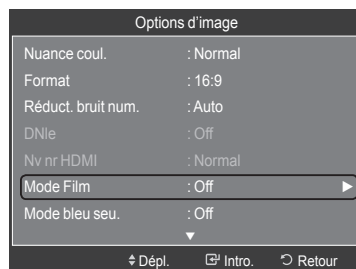 Options d’image
Nuance coul. : Normal
Format : 16:9
Réduct. bruit num. : Auto
DNIe : Off
Nv nr HDMI : Normal
Mode Film : Off
Mode bleu seu. : Off
Dépl. Intro. Retour